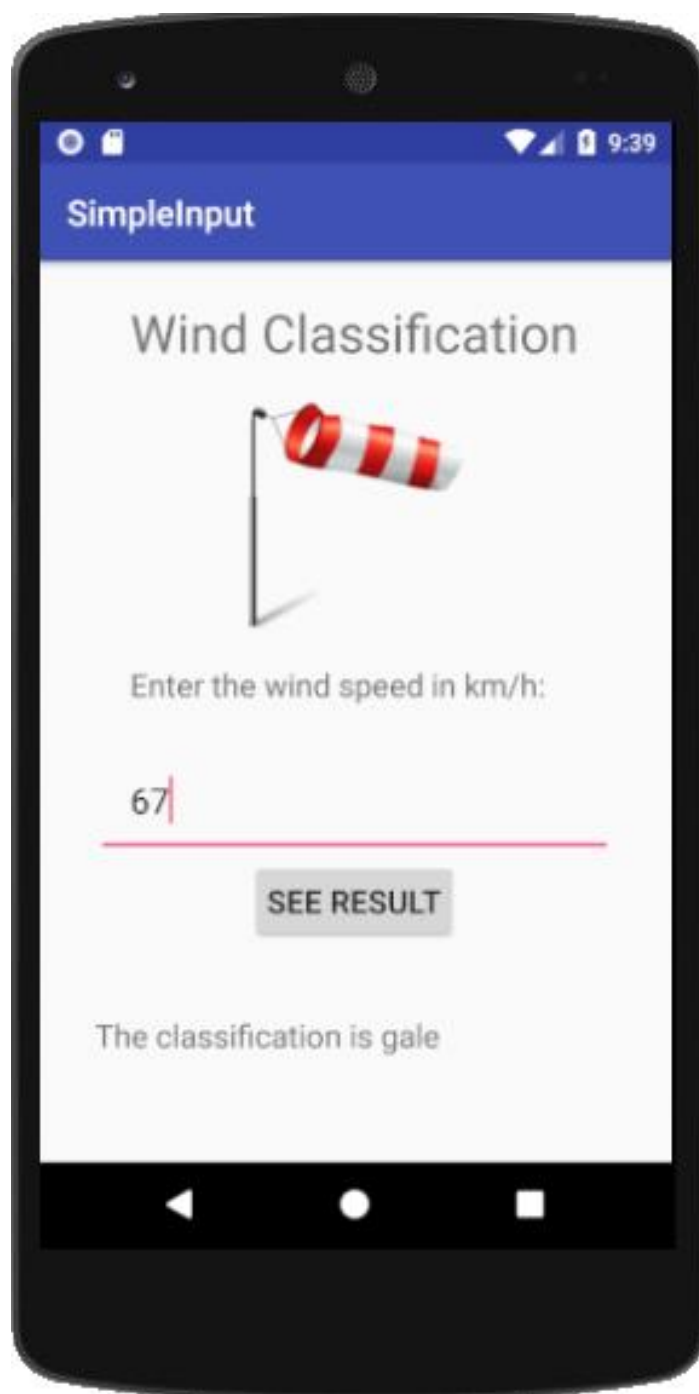 9:39
SimpleInput
Wind Classification
Enter the wind speed in km/h:
67
SEE RESULT
The classification is gale